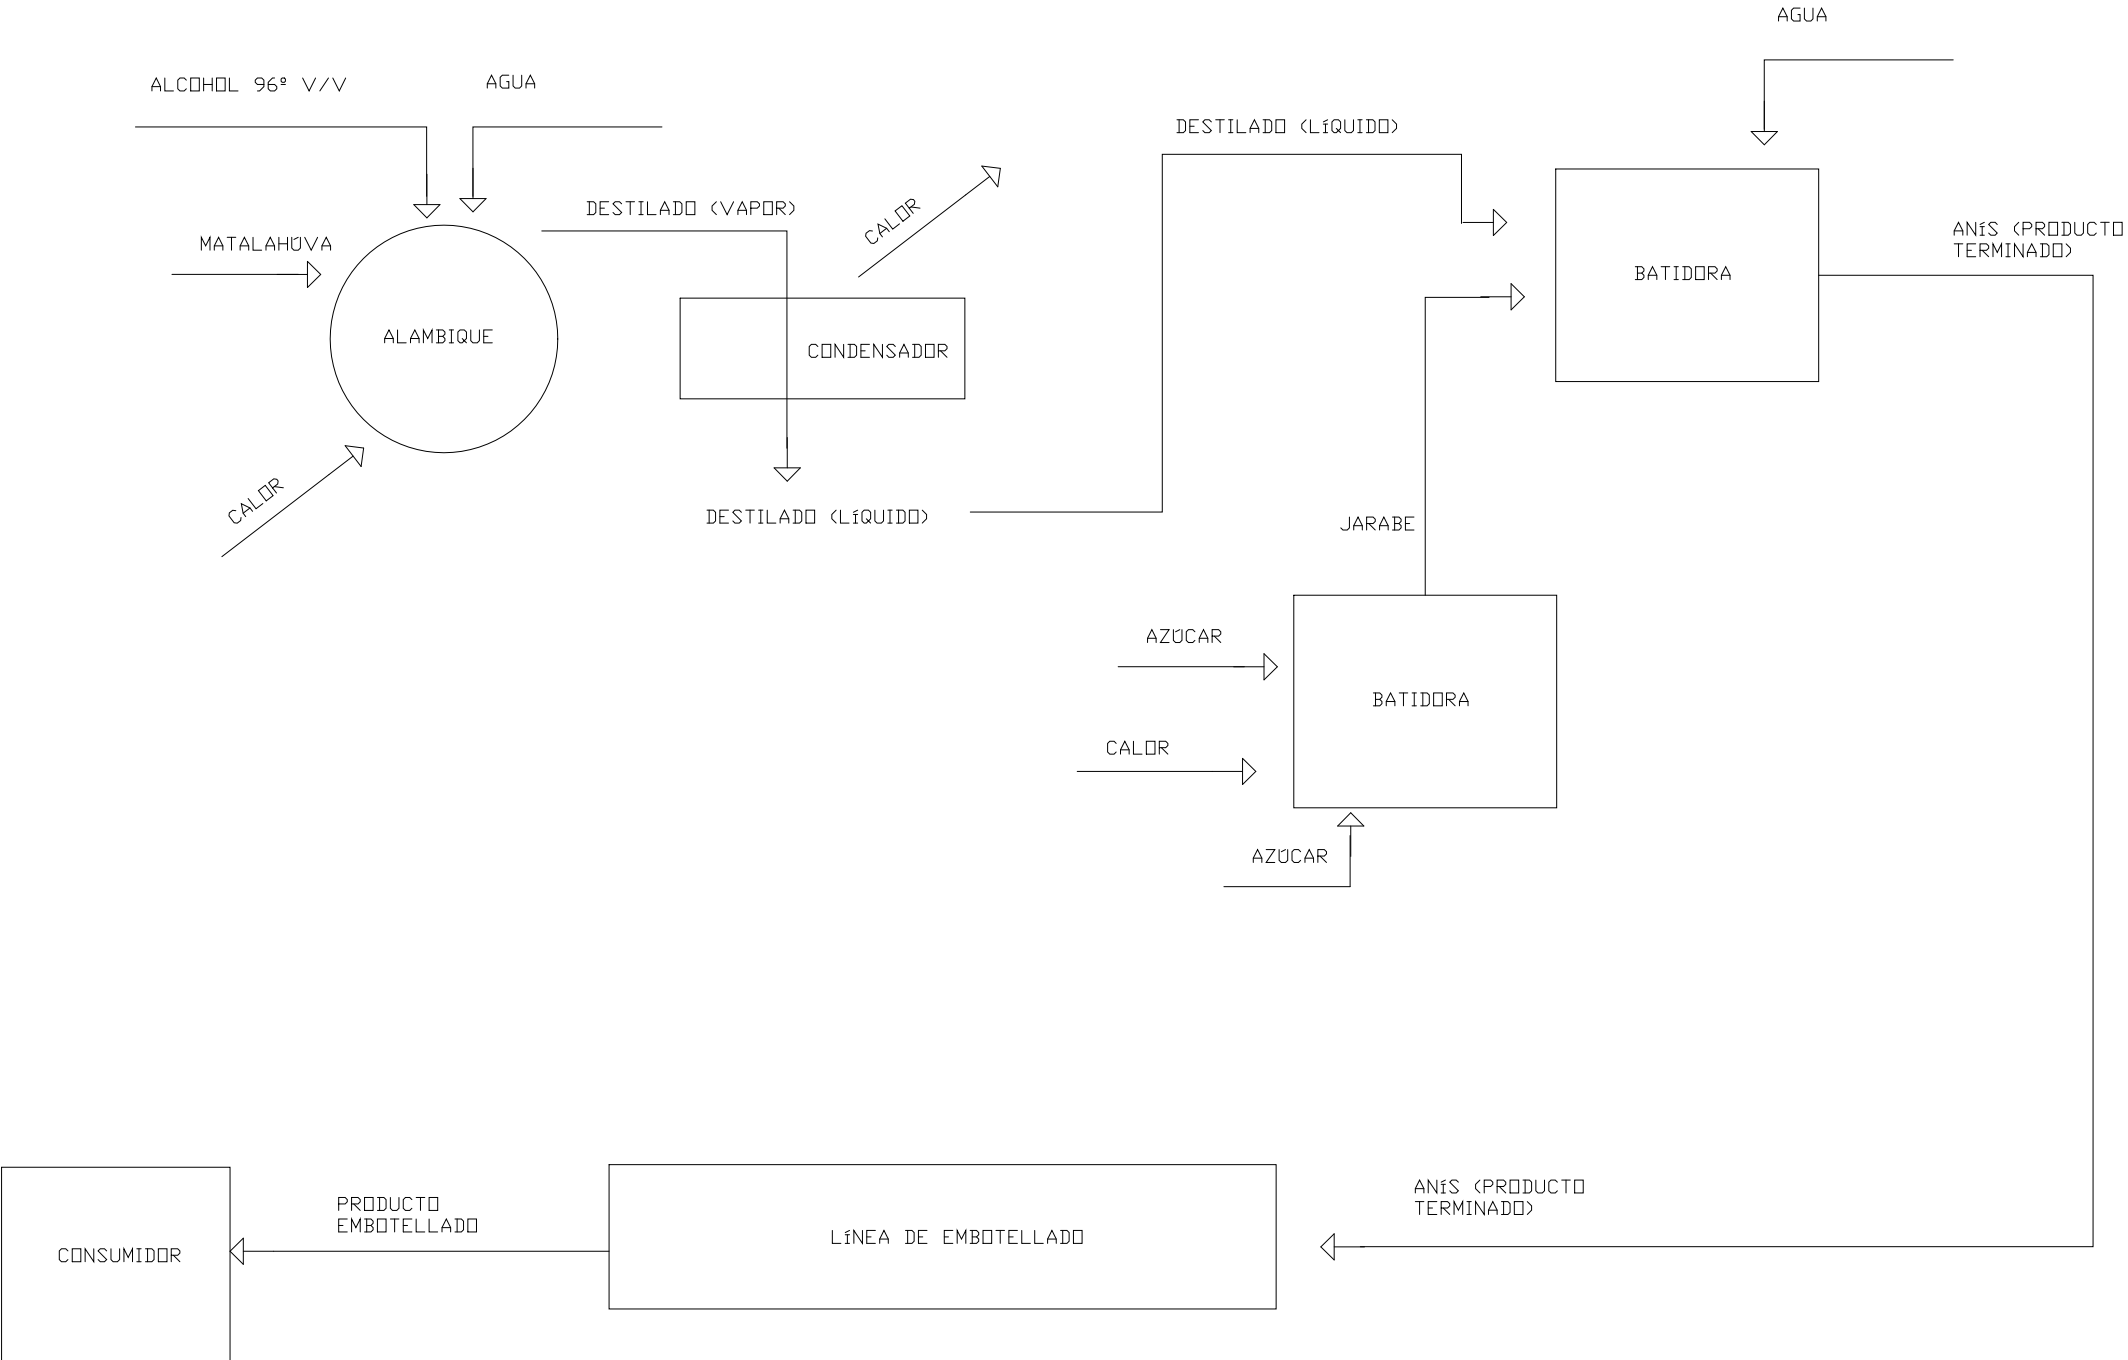 AGUA
ALCOHOL 96º V/V
AGUA
DESTILADO (LÍQUIDO)
DESTILADO (VAPOR)
CALOR
MATALAHÚVA
ANÍS (PRODUCTO
TERMINADO)
BATIDORA
ALAMBIQUE
CONDENSADOR
CALOR
DESTILADO (LÍQUIDO)
JARABE
AZÚCAR
BATIDORA
CALOR
AZÚCAR
ANÍS (PRODUCTO
TERMINADO)
PRODUCTO
EMBOTELLADO
LÍNEA DE EMBOTELLADO
CONSUMIDOR